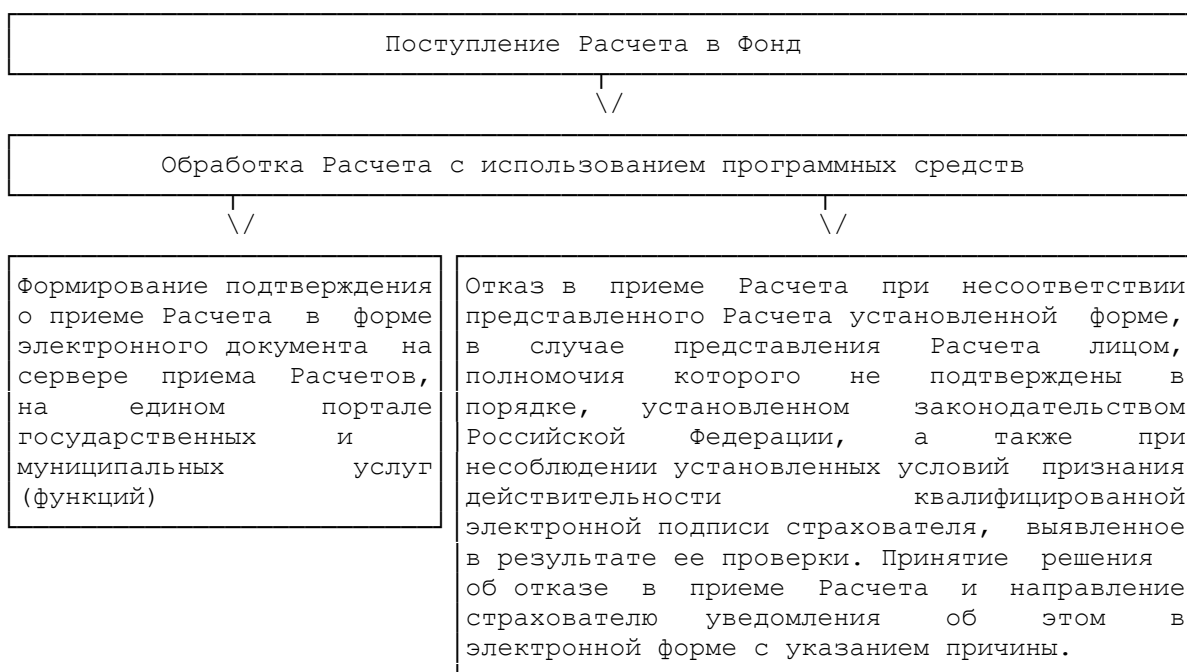 Поступление Расчета в Фонд
\/
Обработка Расчета с использованием программных средств
\/ \/
Формирование подтверждения
о приеме Расчета в форме
электронного документа на
сервере приема Расчетов,
на едином портале
государственных и
муниципальных услуг
(функций)
Отказ в приеме Расчета при несоответствии
представленного Расчета установленной форме,
в случае представления Расчета лицом,
полномочия которого не подтверждены в
порядке, установленном законодательством
Российской Федерации, а также при
несоблюдении установленных условий признания
действительности квалифицированной
электронной подписи страхователя, выявленное
в результате ее проверки. Принятие решения
об отказе в приеме Расчета и направление
страхователю уведомления об этом в
электронной форме с указанием причины.